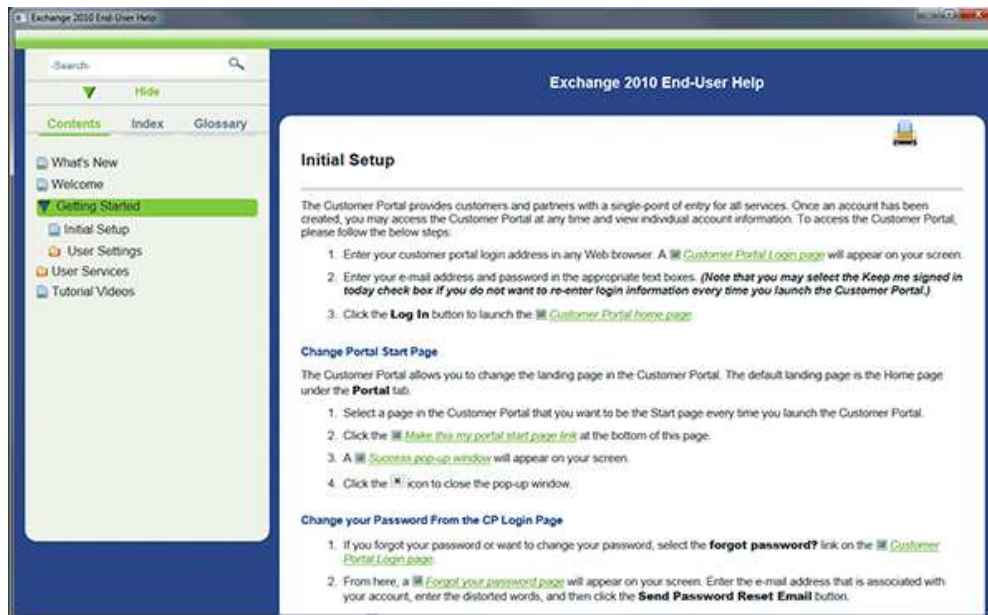 Exchange 2010 End-User Help
-Search-
Hide
Contents Index Glossary
What's New
Welcome
Getting Started
Initial Setup
User Settings
User Services
Tutorial Videos
Exchange 2010 End-User Help
Initial Setup
The Customer Portal provides customers and partners with a single-point of entry for all services. Once an account has been
created, you may access the Customer Portal at any time and view individual account information. To access the Customer Portal,
please follow the below steps:
1. Enter your customer portal login address in any Web browser. A Customer Portal Login page will appear on your screen.
2. Enter your e-mail address and password in the appropriate text boxes. (Note that you may select the Keep me signed in
today check box if you do not want to re-enter login information every time you launch the Customer Portal.)
3. Click the Log In button to launch the Customer Portal home page.
Change Portal Start Page
The Customer Portal allows you to change the landing page in the Customer Portal. The default landing page is the Home page
under the Portal tab.
1. Select a page in the Customer Portal that you want to be the Start page every time you launch the Customer Portal.
2. Click the Make this my portal start page link at the bottom of this page.
3. A Success pop-up window will appear on your screen.
4. Click the icon to close the pop-up window.
Change your Password From the CP Login Page
1. If you forgot your password or want to change your password, select the forgot password? link on the Customer
Portal Login page.
2. From here, a Forgot your password page will appear on your screen. Enter the e-mail address that is associated with
your account, enter the distorted words, and then click the Send Password Reset Email button.